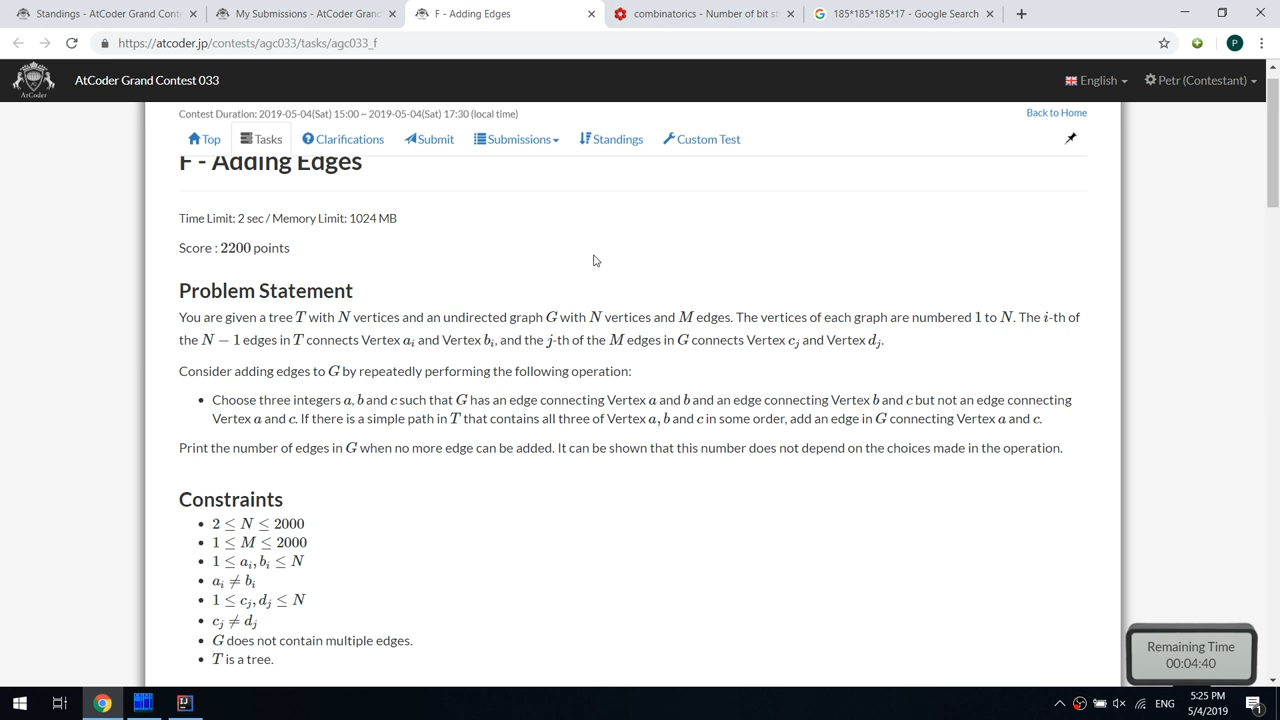 Standings - AtCoder Grand Cont
My Submissions - AtCoder Grand
F - Adding Edges
combinatorics - Number of bit st
185*185*185*17 - Google Search
https://atcoder.jp/contests/agc033/tasks/agc033_f
P
AtCoder
AtCoder Grand Contest 033
English
Petr (Contestant)
Contest Duration: 2019-05-04(Sat) 15:00 ~ 2019-05-04(Sat) 17:30 (local time)
Back to Home
Top
Tasks
Clarifications
Submit
Submissions
Standings
Custom Test
F - Adding Edges
Time Limit: 2 sec / Memory Limit: 1024 MB
Score : 2200 points
Problem Statement
You are given a tree T with N vertices and an undirected graph G with N vertices and M edges. The vertices of each graph are numbered 1 to N. The i-th of
the N − 1 edges in T connects Vertex a_i and Vertex b_i, and the j-th of the M edges in G connects Vertex c_j and Vertex d_j.
Consider adding edges to G by repeatedly performing the following operation:
• Choose three integers a, b and c such that G has an edge connecting Vertex a and b and an edge connecting Vertex b and c but not an edge connecting
Vertex a and c. If there is a simple path in T that contains all three of Vertex a, b and c in some order, add an edge in G connecting Vertex a and c.
Print the number of edges in G when no more edge can be added. It can be shown that this number does not depend on the choices made in the operation.
Constraints
• 2 ≤ N ≤ 2000
• 1 ≤ M ≤ 2000
• 1 ≤ a_i, b_i ≤ N
• a_i ≠ b_i
• 1 ≤ c_j, d_j ≤ N
• c_j ≠ d_j
• G does not contain multiple edges.
• T is a tree.
Remaining Time
00:04:40
ENG
5:25 PM
5/4/2019
1